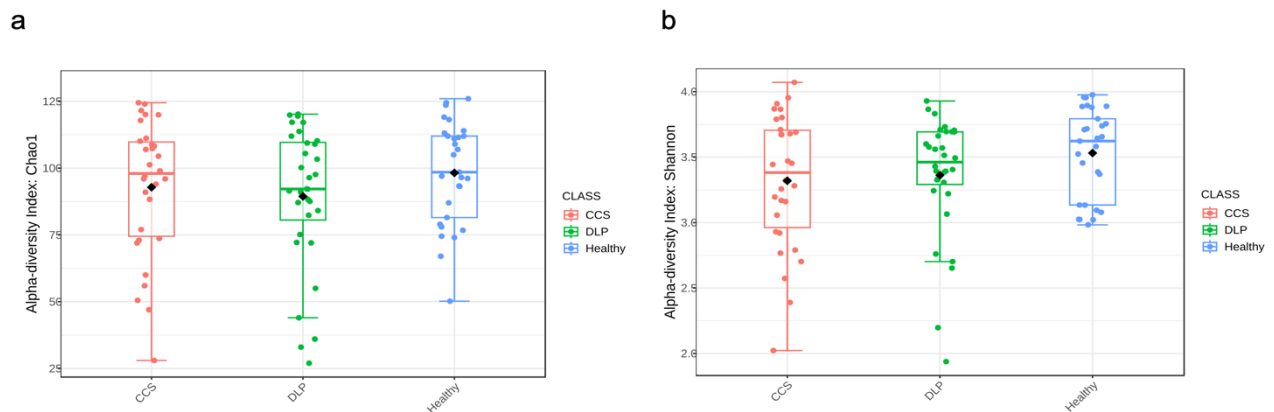 a
b
Alpha-diversity Index: Chao1
125
100
75
50
25
CCS
DLP
Healthy
CLASS
CCS
DLP
Healthy
Alpha-diversity Index: Shannon
4.0
3.5
3.0
2.5
2.0
CCS
DLP
Healthy
CLASS
CCS
DLP
Healthy